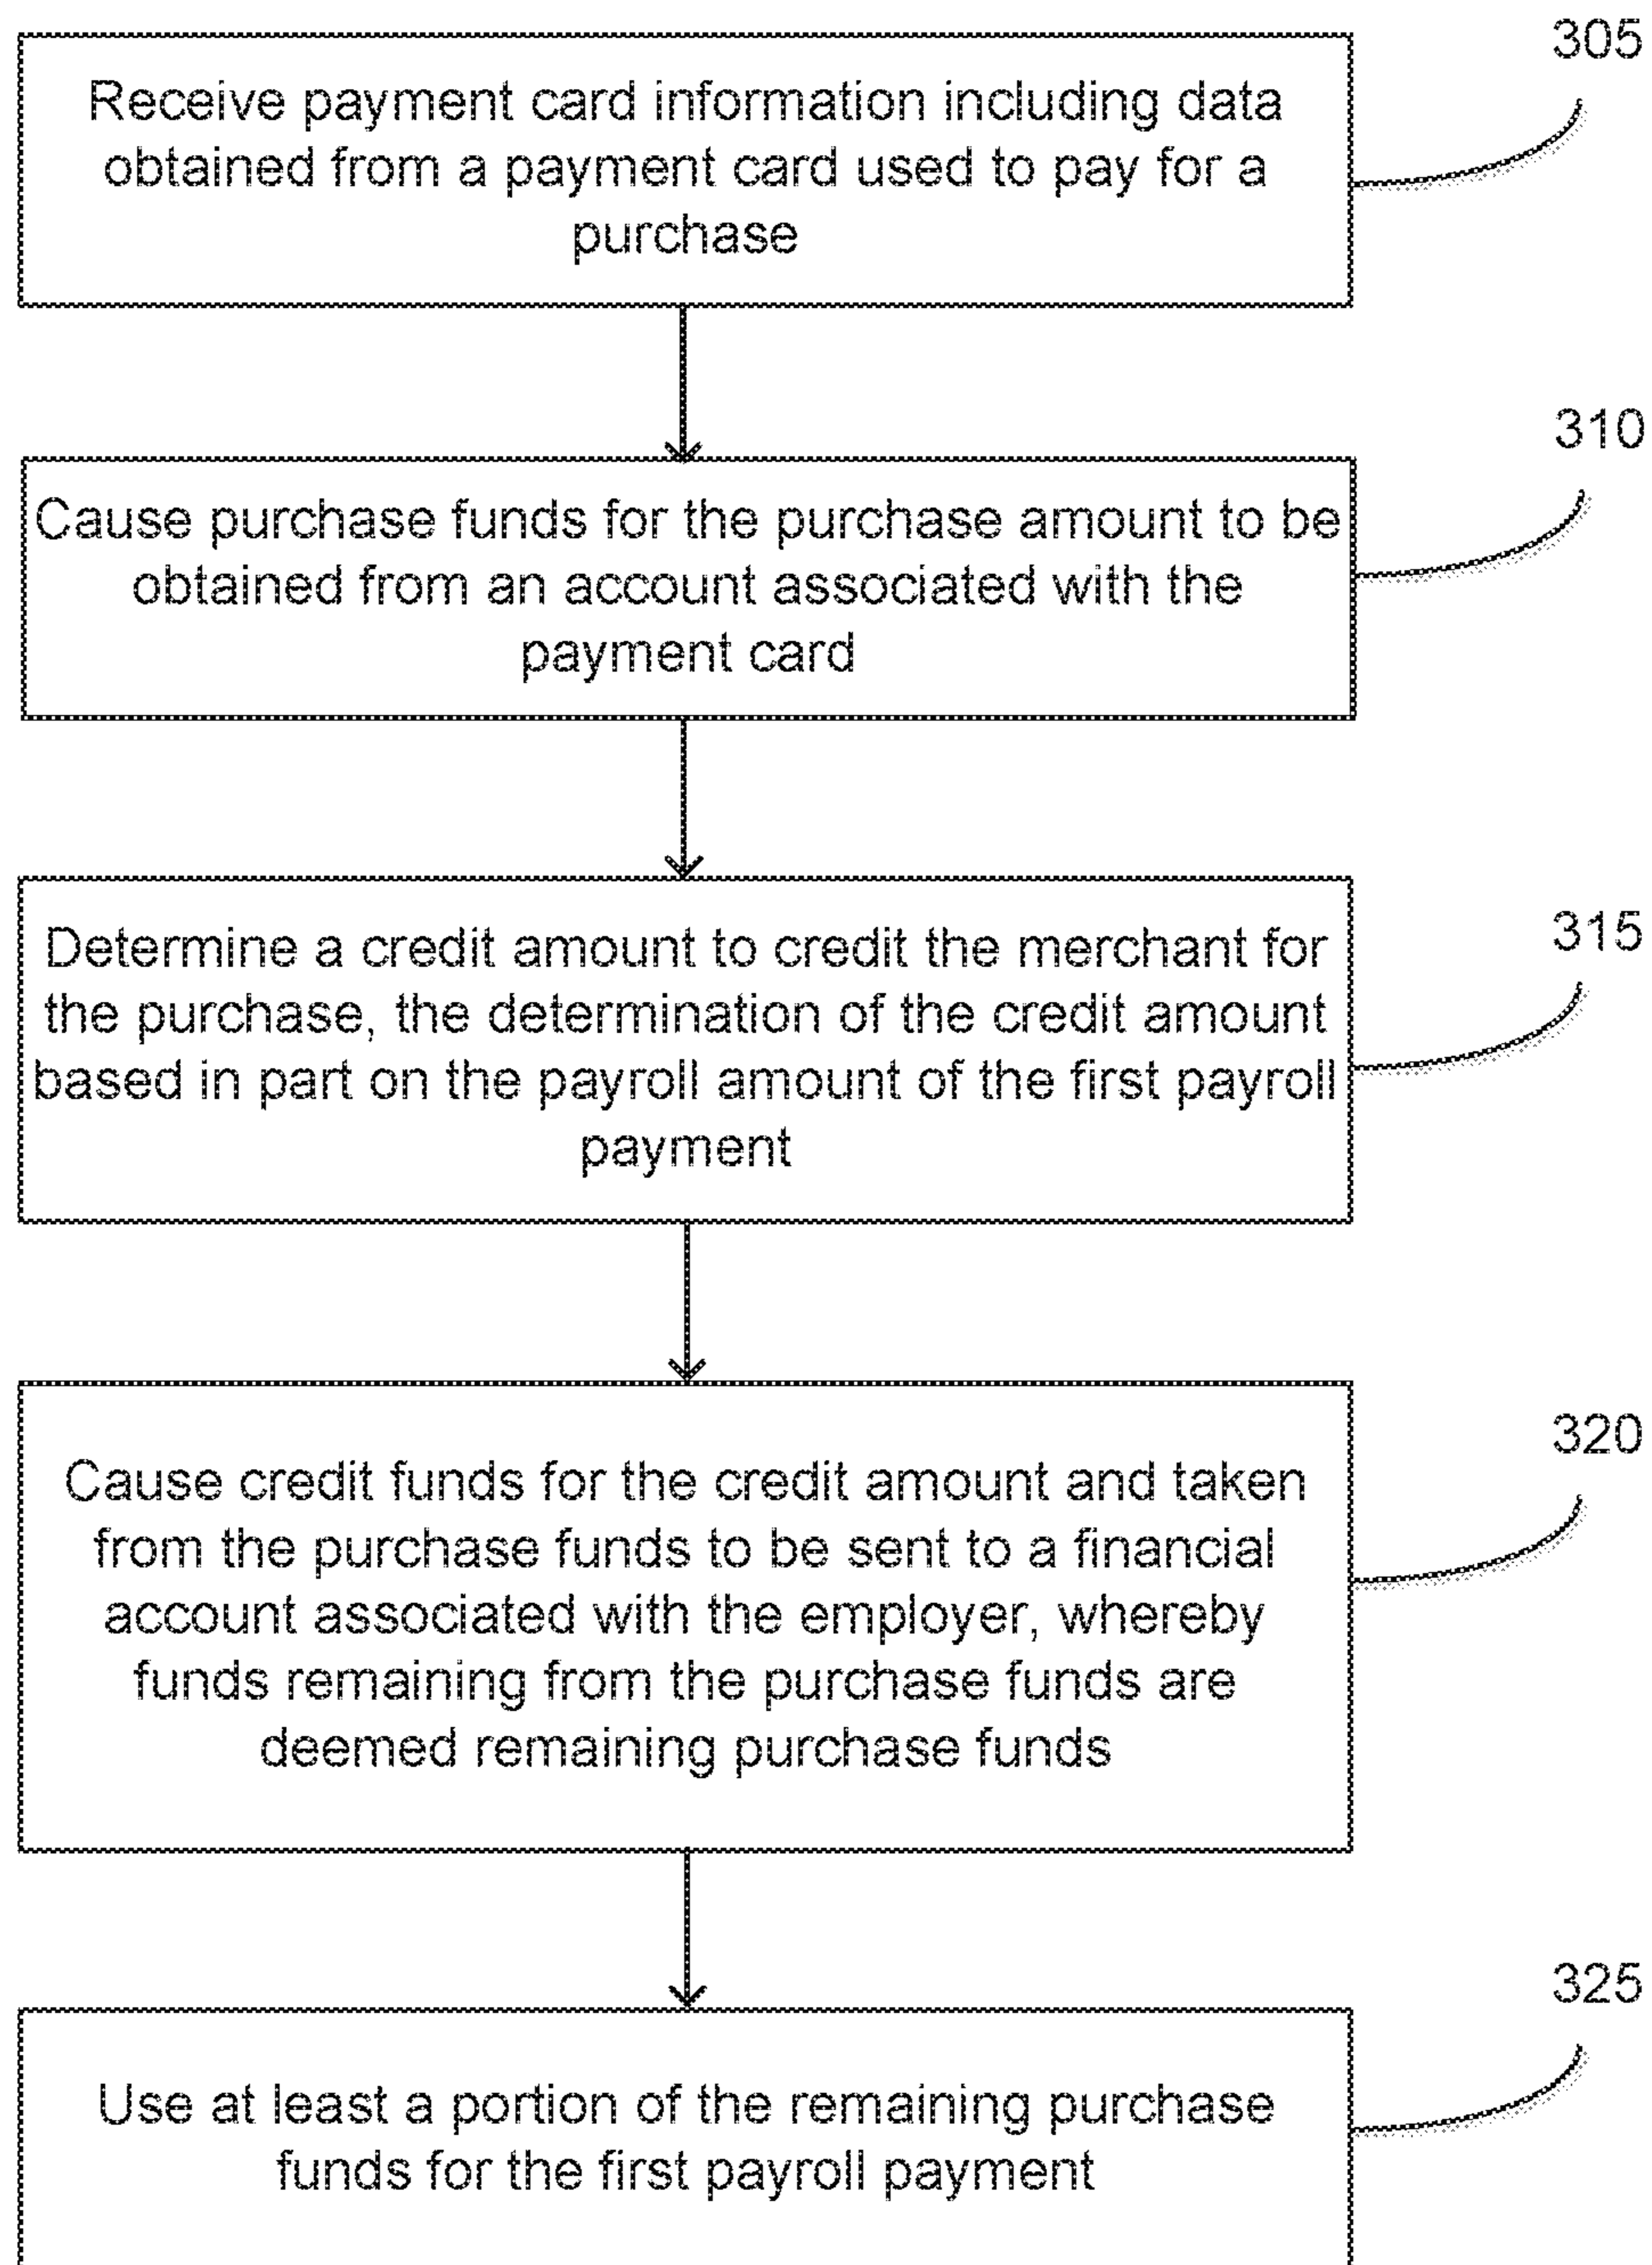 305
Receive payment card information including data
obtained from a payment card used to pay for a
purchase
310
Cause purchase funds for the purchase amount to be
obtained from an account associated with the
payment card
315
Determine a credit amount to credit the merchant for
the purchase, the determination of the credit amount
based in part on the payroll amount of the first payroll
payment
320
Cause credit funds for the credit amount and taken
from the purchase funds to be sent to a financial
account associated with the employer, whereby
funds remaining from the purchase funds are
deemed remaining purchase funds
325
Use at least a portion of the remaining purchase
funds for the first payroll payment